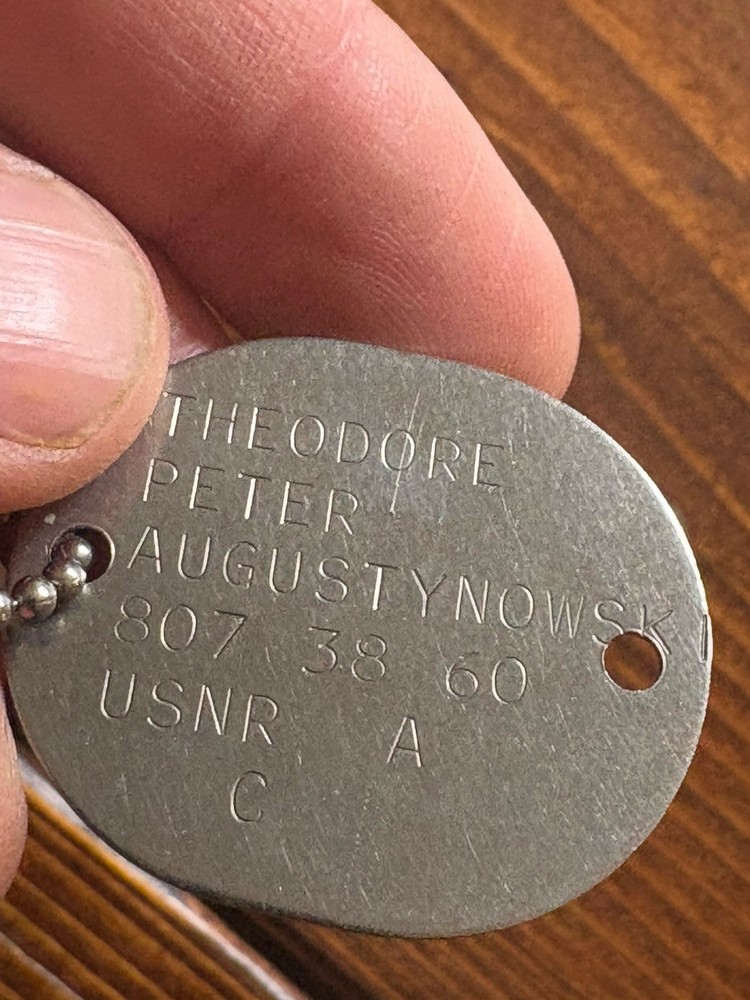 THEODORE
PETER
AUGUSTYNOWSKI
807 38 60
USNR A
C